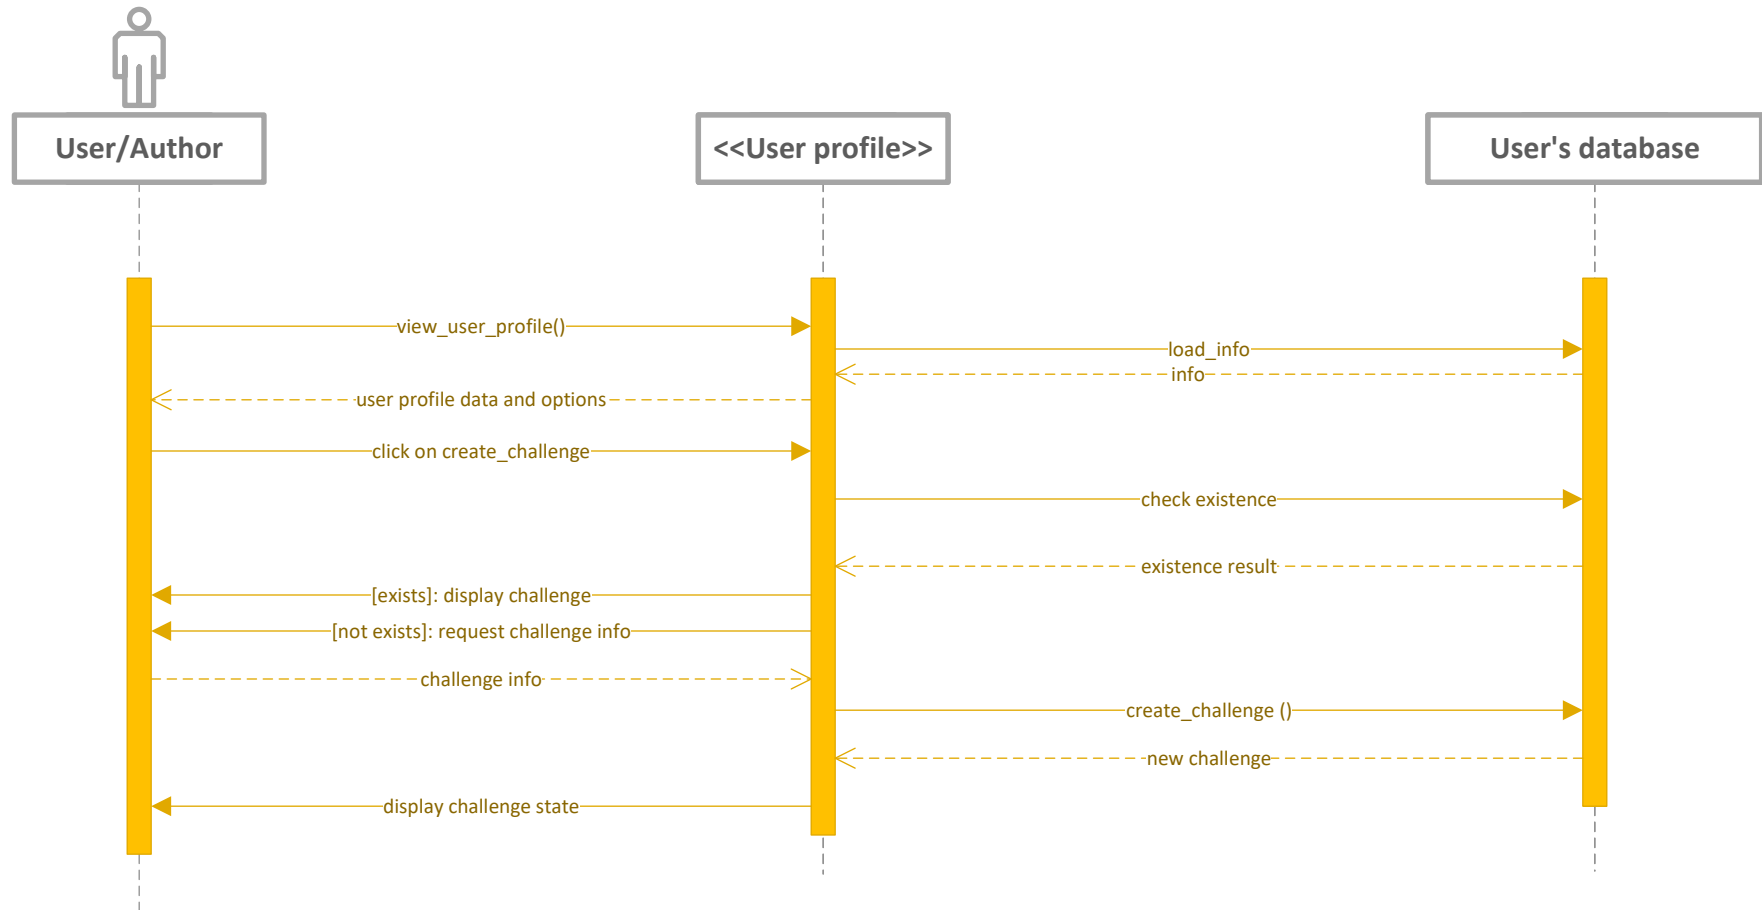 User/Author
<<User profile>>
User's database
view_user_profile()
load_info
info
user profile data and options
click on create_challenge
check existence
existence result
[exists]: display challenge
[not exists]: request challenge info
challenge info
create_challenge ()
new challenge
display challenge state